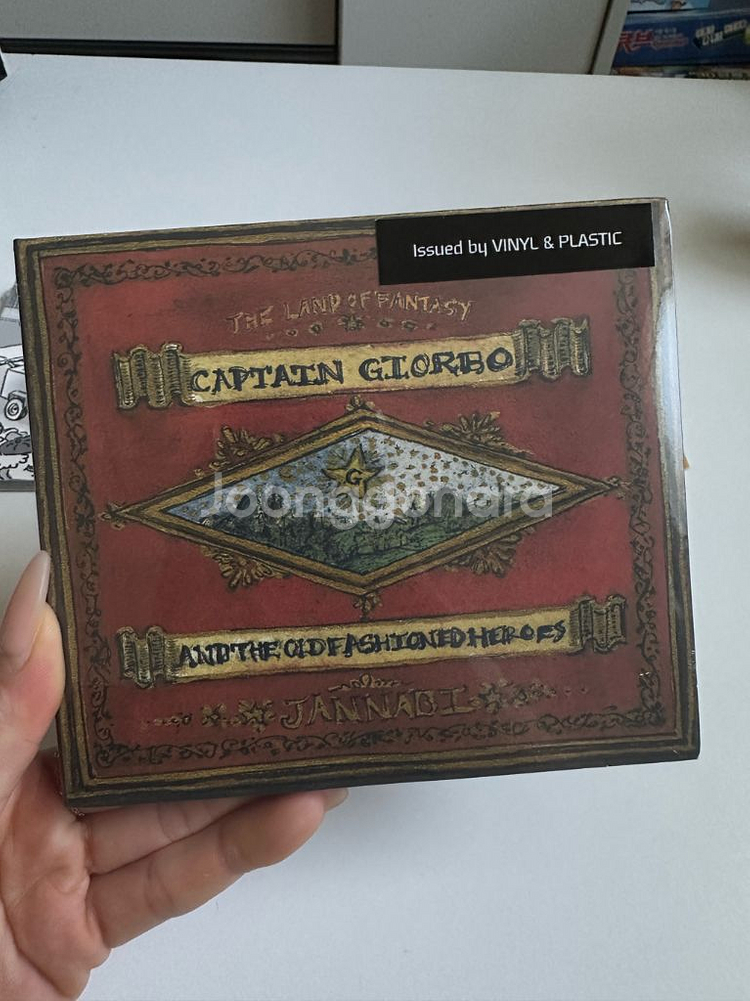 Issued by VINYL & PLASTIC
THE LAND OF FANTASY
CAPTAIN GIORBO
G
Joonggonara
AND THE OLD FASHIONED HEROES
JANNABI